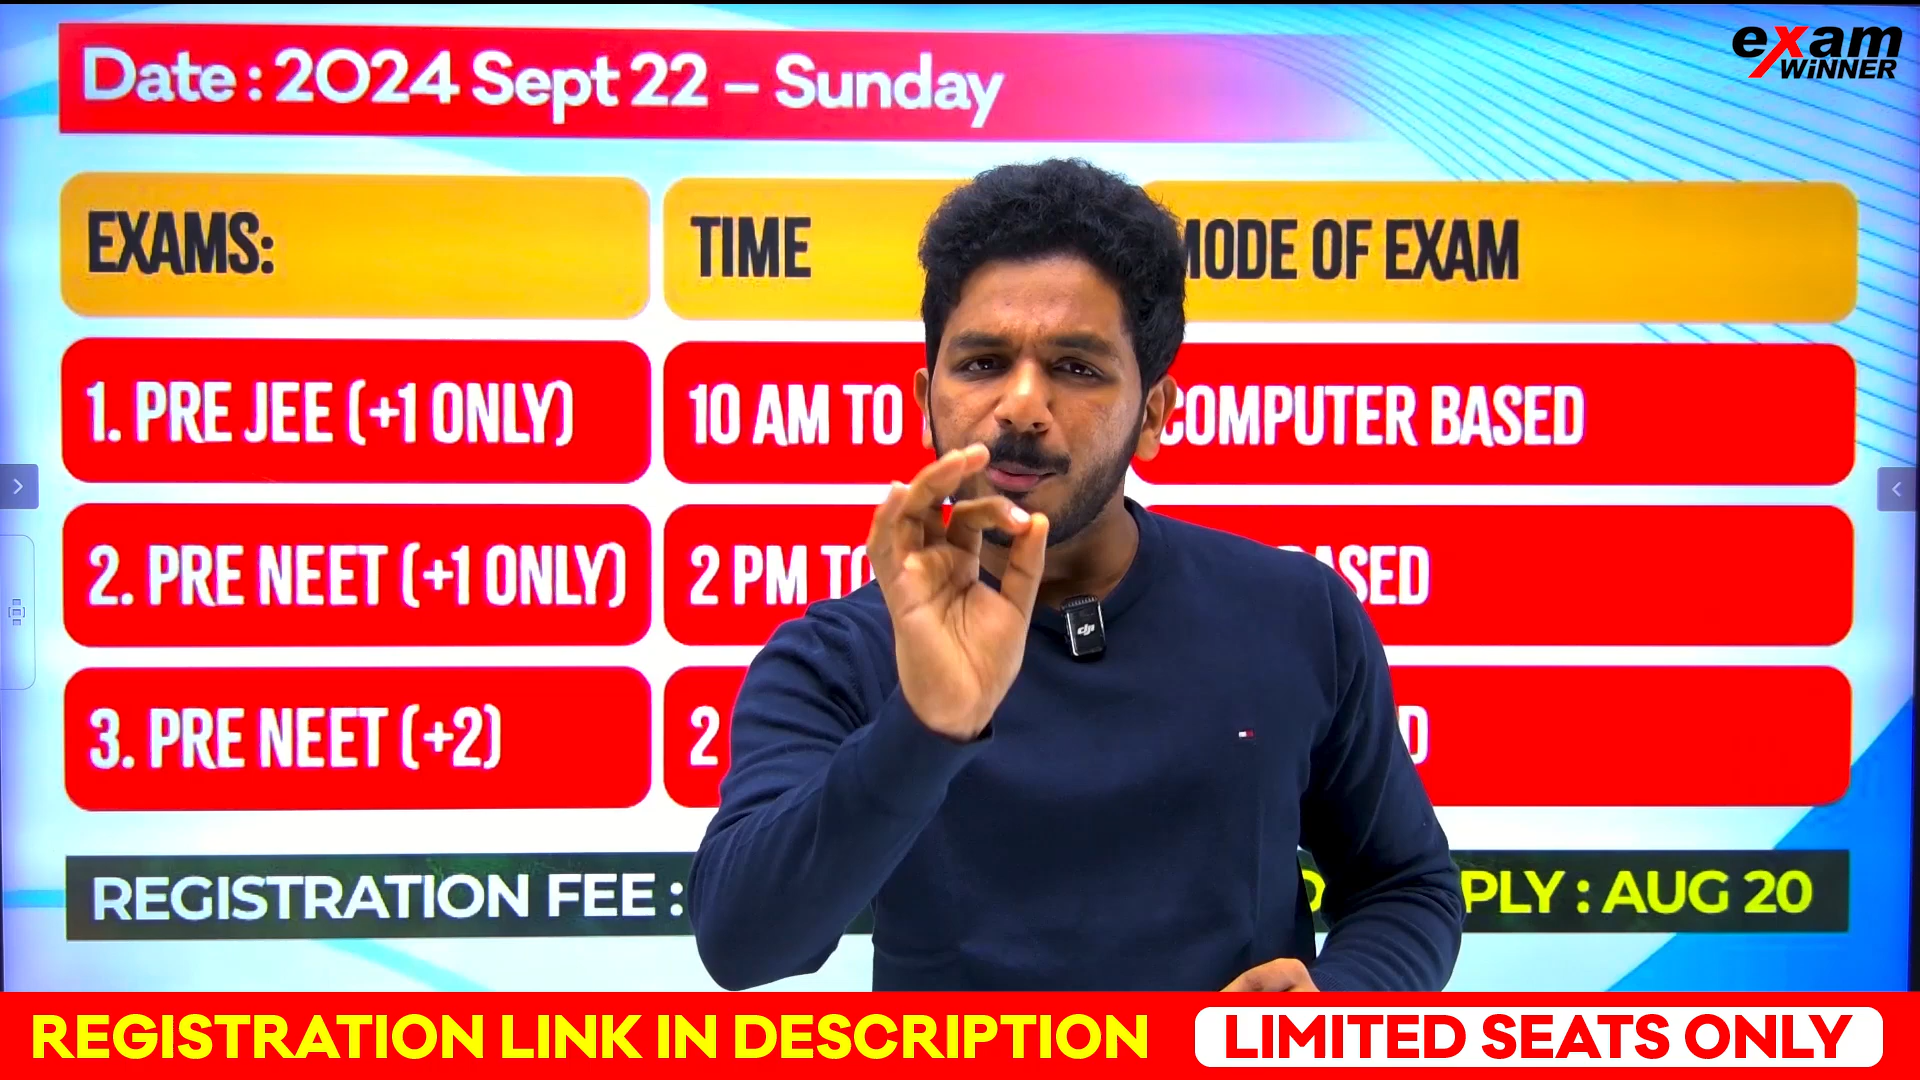 exam
WiNNER
Date : 2024 Sept 22 – Sunday
EXAMS:
TIME
MODE OF EXAM
1. PRE JEE (+1 ONLY)
10 AM TO
COMPUTER BASED
2. PRE NEET (+1 ONLY)
2 PM TO
3. PRE NEET (+2)
2
REGISTRATION FEE :
: AUG 20
dji
REGISTRATION LINK IN DESCRIPTION
LIMITED SEATS ONLY